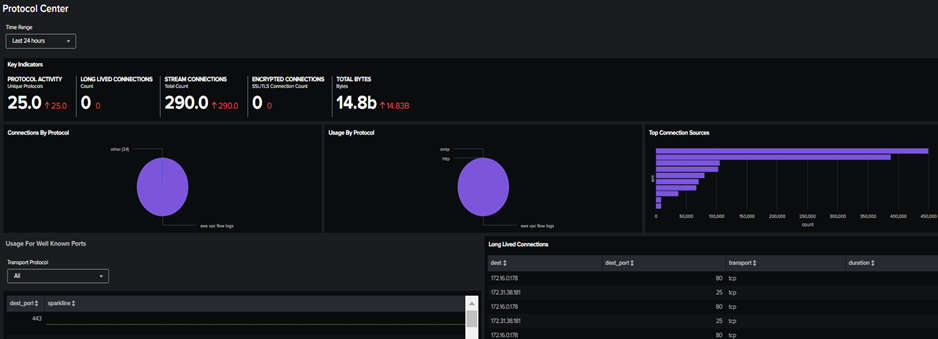 Protocol Center
Time Range
Last 24 hours
Key Indicators
PROTOCOL ACTIVITY
Unique Protocols
25.0 ↑ 25.0
LONG LIVED CONNECTIONS
Count
0 0
STREAM CONNECTIONS
Total Count
290.0 ↑ 290.0
ENCRYPTED CONNECTIONS
SSL/TLS Connection Count
0 0
TOTAL BYTES
Bytes
14.8b ↑ 14.83B
Connections By Protocol
other (24)
aws vpc flow logs
Usage By Protocol
smtp
http
aws vpc flow logs
Top Connection Sources
0 50,000 100,000 150,000 200,000 250,000 300,000 350,000 400,000 450,000
count
Usage For Well Known Ports
Transport Protocol
All
dest_port sparkline
443
Long Lived Connections
dest dest_port transport duration
172.16.0.178 80 tcp
172.31.38.181 25 tcp
172.16.0.178 80 tcp
172.31.38.181 25 tcp
172.16.0.178 80 tcp